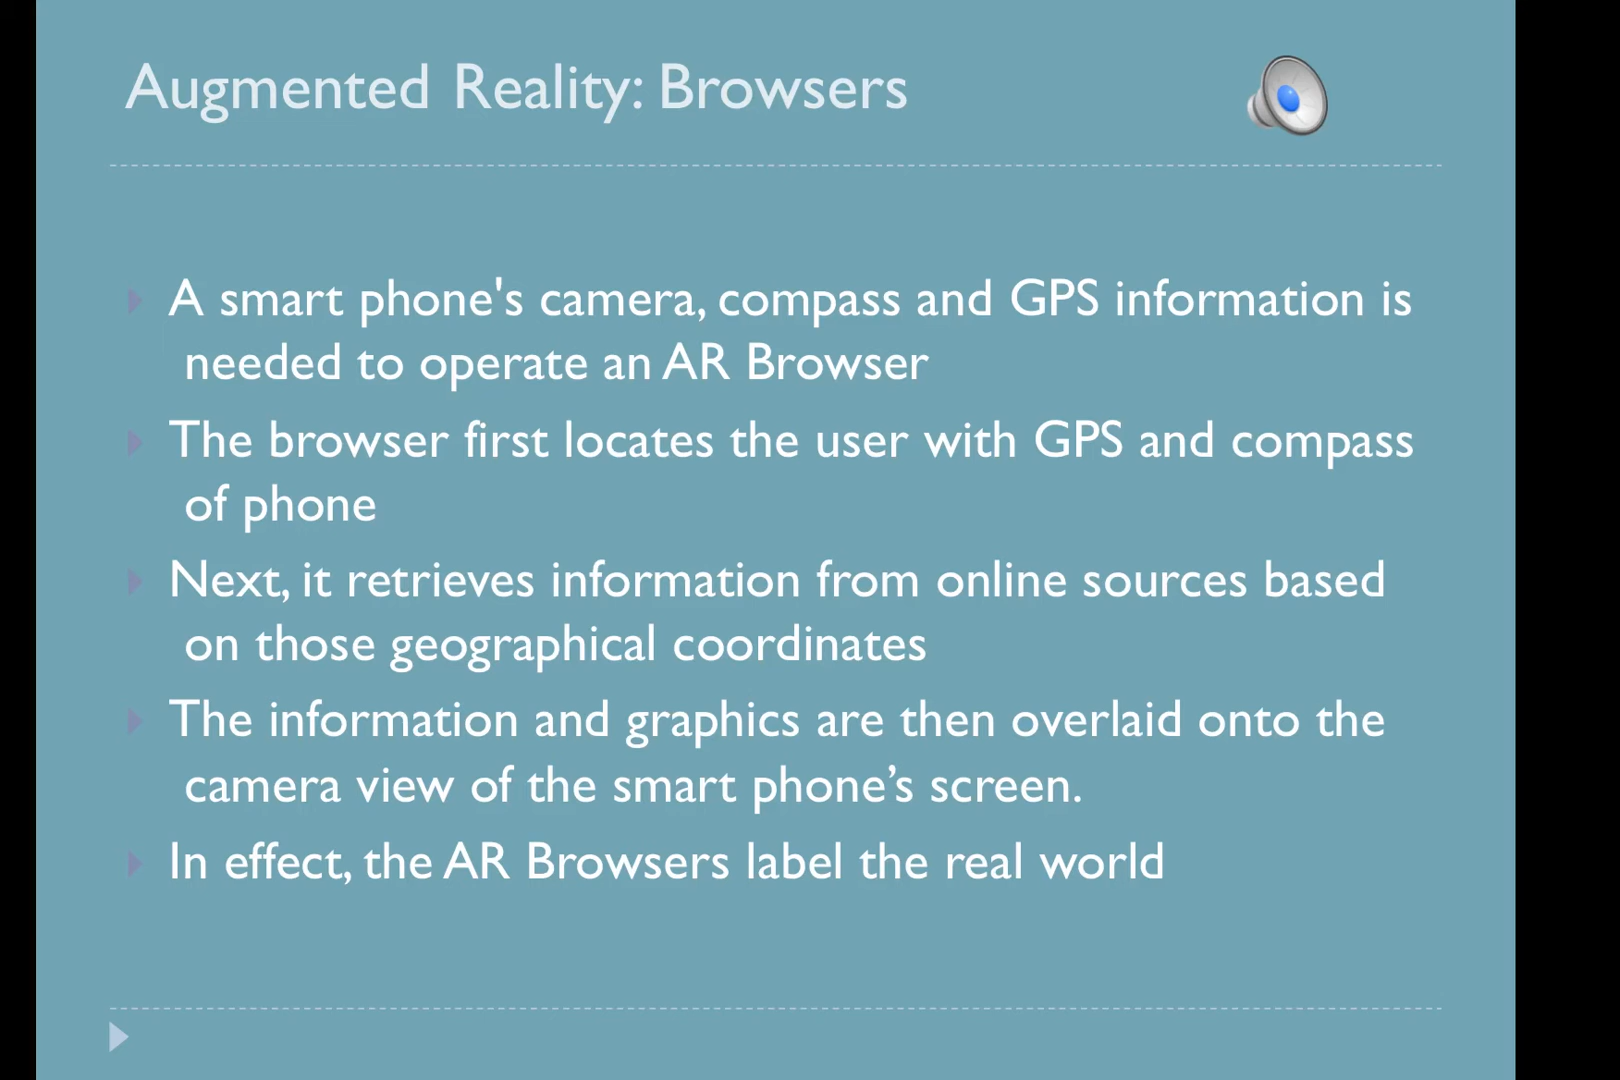 Augmented Reality: Browsers
A smart phone's camera, compass and GPS information is
needed to operate an AR Browser
The browser first locates the user with GPS and compass
of phone
Next, it retrieves information from online sources based
on those geographical coordinates
The information and graphics are then overlaid onto the
camera view of the smart phone’s screen.
In effect, the AR Browsers label the real world